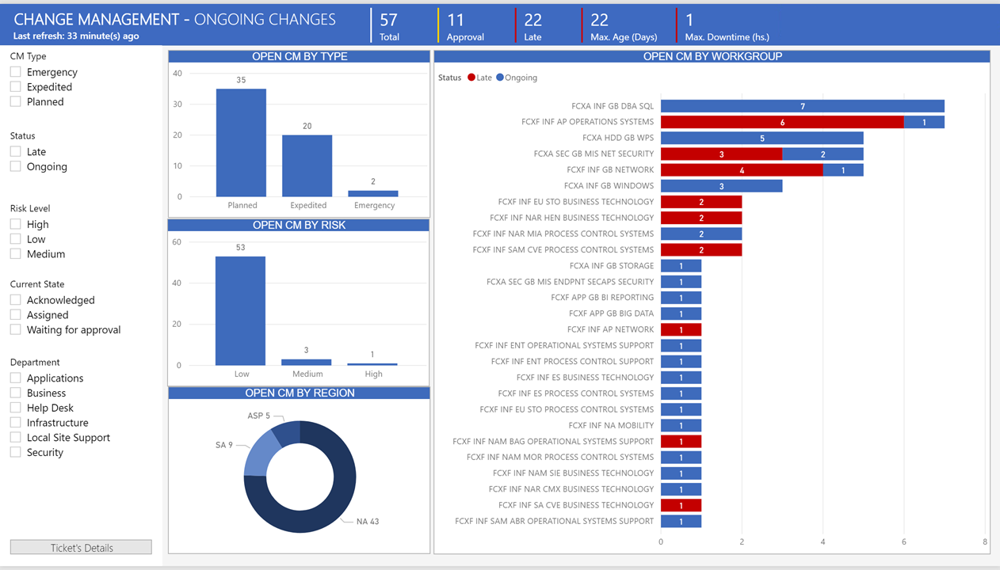 CHANGE MANAGEMENT - ONGOING CHANGES
Last refresh: 33 minute(s) ago
57
Total
11
Approval
22
Late
22
Max. Age (Days)
1
Max. Downtime (hs.)
CM Type
Emergency
Expedited
Planned
Status
Late
Ongoing
Risk Level
High
Low
Medium
Current State
Acknowledged
Assigned
Waiting for approval
Department
Applications
Business
Help Desk
Infrastructure
Local Site Support
Security
Ticket's Details
OPEN CM BY TYPE
40
30
20
10
0
35
20
2
Planned
Expedited
Emergency
OPEN CM BY RISK
60
40
20
0
53
3
1
Low
Medium
High
OPEN CM BY REGION
ASP 5
SA 9
NA 43
OPEN CM BY WORKGROUP
Status Late Ongoing
FCXA INF GB DBA SQL 7
FCXF INF AP OPERATIONS SYSTEMS 6 1
FCXA HDD GB WPS 5
FCXA SEC GB MIS NET SECURITY 3 2
FCXF INF GB NETWORK 4 1
FCXA INF GB WINDOWS 3
FCXF INF EU STO BUSINESS TECHNOLOGY 2
FCXF INF NAR HEN BUSINESS TECHNOLOGY 2
FCXF INF NAR MIA PROCESS CONTROL SYSTEMS 2
FCXF INF SAM CVE PROCESS CONTROL SYSTEMS 2
FCXA INF GB STORAGE 1
FCXA SEC GB MIS ENDPNT SECAPS SECURITY 1
FCXF APP GB BI REPORTING 1
FCXF APP GB BIG DATA 1
FCXF INF AP NETWORK 1
FCXF INF ENT OPERATIONAL SYSTEMS SUPPORT 1
FCXF INF ENT PROCESS CONTROL SUPPORT 1
FCXF INF ES BUSINESS TECHNOLOGY 1
FCXF INF ES PROCESS CONTROL SYSTEMS 1
FCXF INF EU STO PROCESS CONTROL SYSTEMS 1
FCXF INF NA MOBILITY 1
FCXF INF NAM BAG OPERATIONAL SYSTEMS SUPPORT 1
FCXF INF NAM MOR PROCESS CONTROL SYSTEMS 1
FCXF INF NAM SIE BUSINESS TECHNOLOGY 1
FCXF INF NAR CMX BUSINESS TECHNOLOGY 1
FCXF INF SA CVE BUSINESS TECHNOLOGY 1
FCXF INF SAM ABR OPERATIONAL SYSTEMS SUPPORT 1
0 2 4 6 8